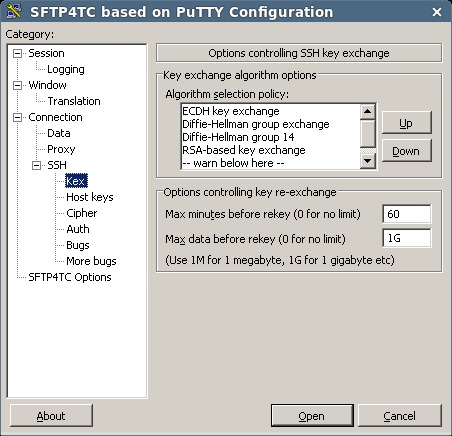 SFTP4TC based on PuTTY Configuration
Category:
Session
Logging
Window
Translation
Connection
Data
Proxy
SSH
Kex
Host keys
Cipher
Auth
Bugs
More bugs
SFTP4TC Options
Options controlling SSH key exchange
Key exchange algorithm options
Algorithm selection policy:
ECDH key exchange
Diffie-Hellman group exchange
Diffie-Hellman group 14
RSA-based key exchange
-- warn below here --
Up
Down
Options controlling key re-exchange
Max minutes before rekey (0 for no limit) 60
Max data before rekey (0 for no limit) 1G
(Use 1M for 1 megabyte, 1G for 1 gigabyte etc)
About Open Cancel